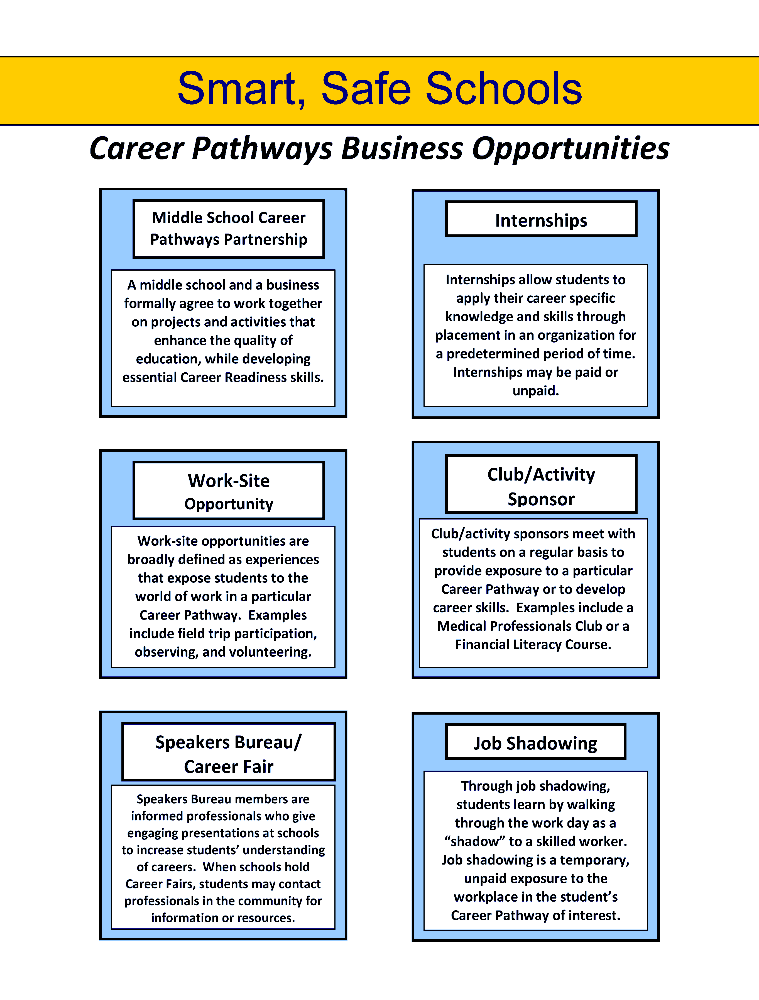 Smart, Safe Schools
Career Pathways Business Opportunities
Middle School Career
Pathways Partnership
A middle school and a business
formally agree to work together
on projects and activities that
enhance the quality of
education, while developing
essential Career Readiness skills.
Internships
Internships allow students to
apply their career specific
knowledge and skills through
placement in an organization for
a predetermined period of time.
Internships may be paid or
unpaid.
Work-Site
Opportunity
Work-site opportunities are
broadly defined as experiences
that expose students to the
world of work in a particular
Career Pathway.  Examples
include field trip participation,
observing, and volunteering.
Club/Activity
Sponsor
Club/activity sponsors meet with
students on a regular basis to
provide exposure to a particular
Career Pathway or to develop
career skills.  Examples include a
Medical Professionals Club or a
Financial Literacy Course.
Speakers Bureau/
Career Fair
Speakers Bureau members are
informed professionals who give
engaging presentations at schools
to increase students’ understanding
of careers.  When schools hold
Career Fairs, students may contact
professionals in the community for
information or resources.
Job Shadowing
Through job shadowing,
students learn by walking
through the work day as a
“shadow” to a skilled worker.
Job shadowing is a temporary,
unpaid exposure to the
workplace in the student’s
Career Pathway of interest.